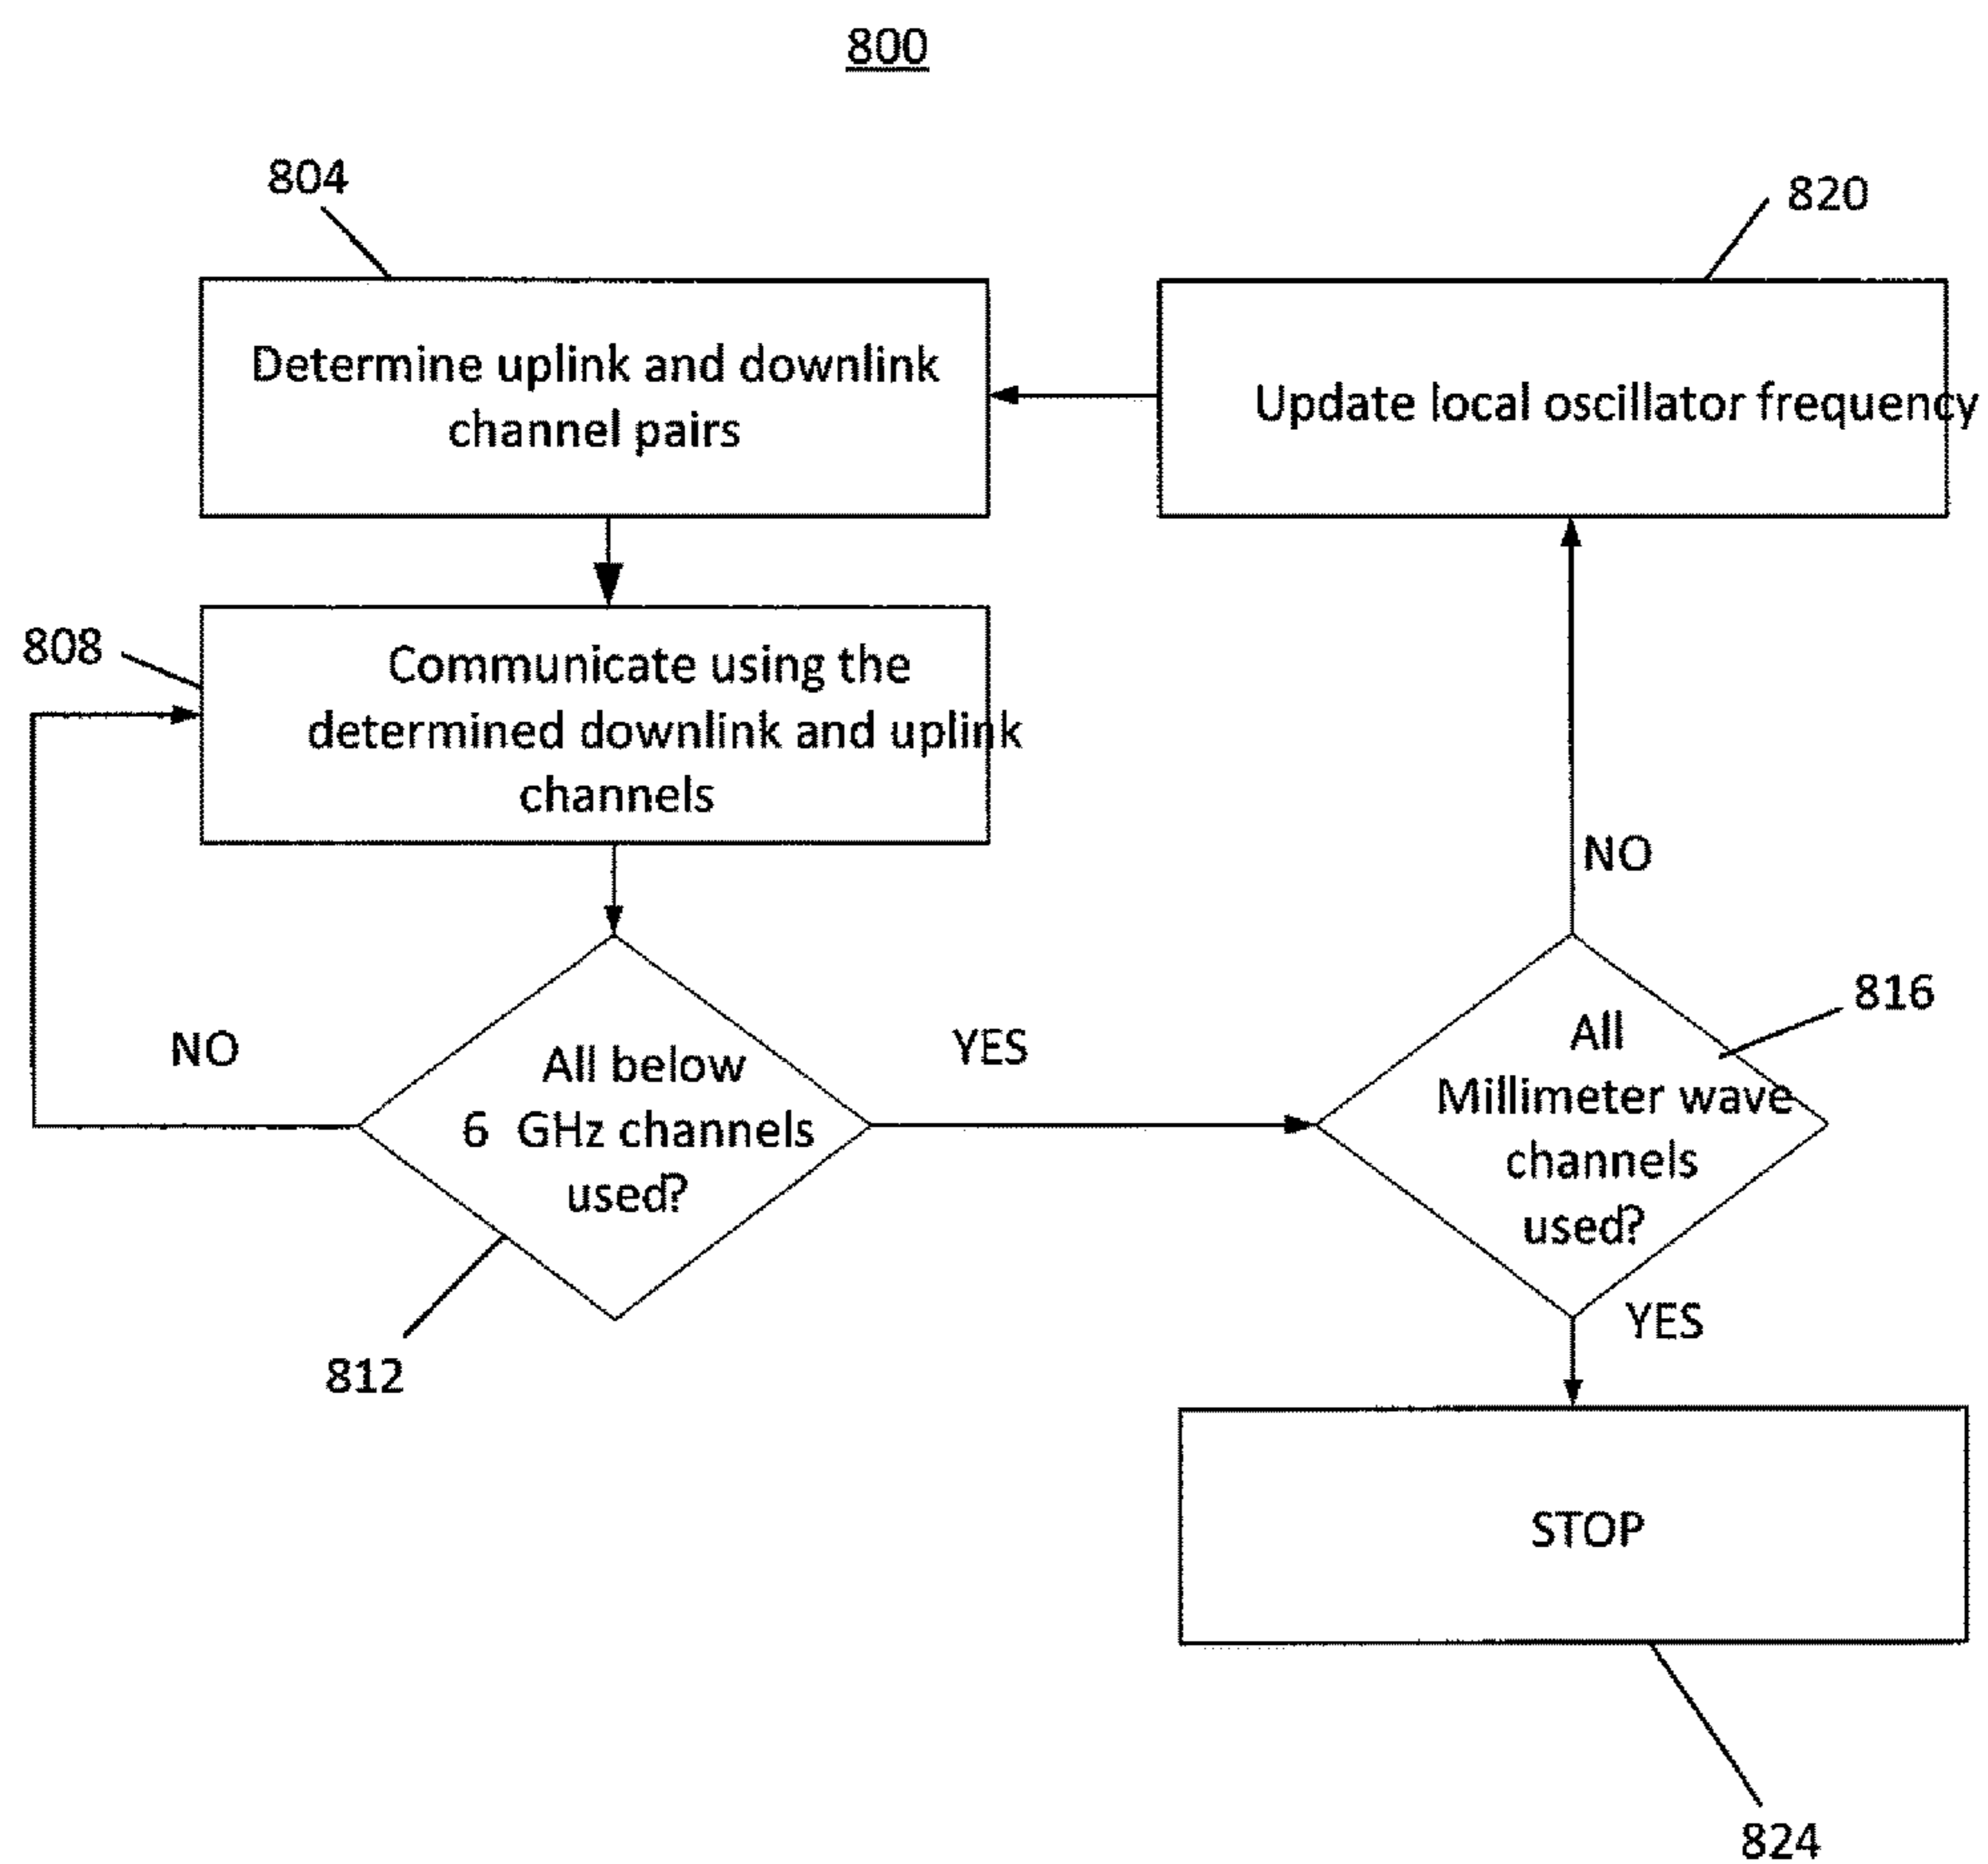 800
804
820
Determine uplink and downlink
channel pairs
Update local oscillator frequency
808
Communicate using the
determined downlink and uplink
channels
NO
816
NO
All below
6 GHz channels
used?
YES
All
Millimeter wave
channels
used?
812
YES
STOP
824